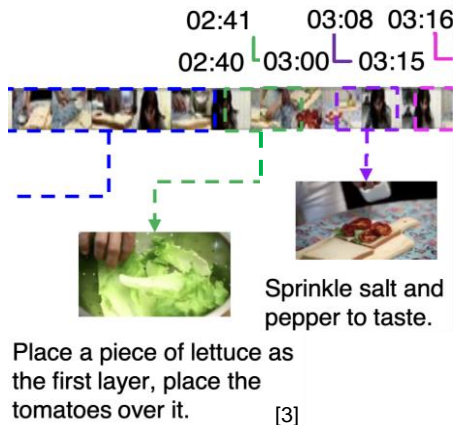 02:41 03:08 03:16
02:40 03:00 03:15
Sprinkle salt and
pepper to taste.
Place a piece of lettuce as
the first layer, place the
tomatoes over it.
[3]